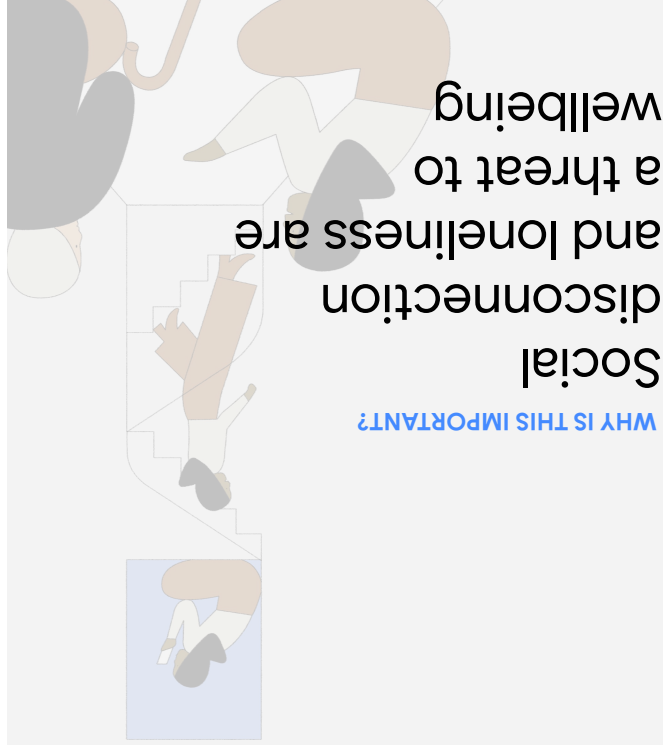 WHY IS THIS IMPORTANT?
Social
disconnection
and loneliness are
a threat to
wellbeing